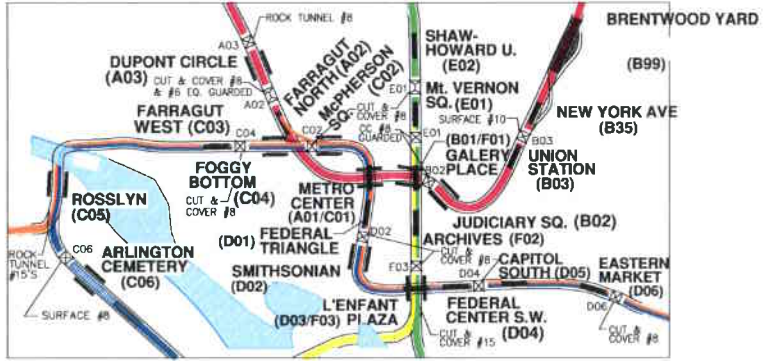 ROCK TUNNEL #8
BRENTWOOD YARD
(B99)
A03
DUPONT CIRCLE
(A03)
CUT & COVER #8
& #6 EQ. GUARDED
A02
FARRAGUT
NORTH (A02)
McPHERSON
SQ. (C02)
SHAW-
HOWARD U.
(E02)
E01
Mt. VERNON
SQ. (E01)
CUT &
COVER #8
CC #8
GUARDED
E01
SURFACE #10
NEW YORK AVE
(B35)
B03
FARRAGUT
WEST (C03)
C04
C02
(B01/F01)
GALERY
PLACE
B02
UNION
STATION
(B03)
FOGGY
BOTTOM
(C04)
CUT &
COVER #8
METRO
CENTER
(A01/C01)
JUDICIARY SQ. (B02)
ROSSLYN
(C05)
(D01)
FEDERAL
TRIANGLE
D02
ARCHIVES (F02)
CUT &
COVER #8
F03
ROCK
TUNNEL
#15'S
C06
ARLINGTON
CEMETERY
(C06)
SMITHSONIAN
(D02)
D04
CAPITOL
SOUTH (D05)
EASTERN
MARKET
(D06)
SURFACE #8
L'ENFANT
(D03/F03) PLAZA
FEDERAL
CENTER S.W.
(D04)
CUT &
COVER #15
D06
CUT &
COVER #8